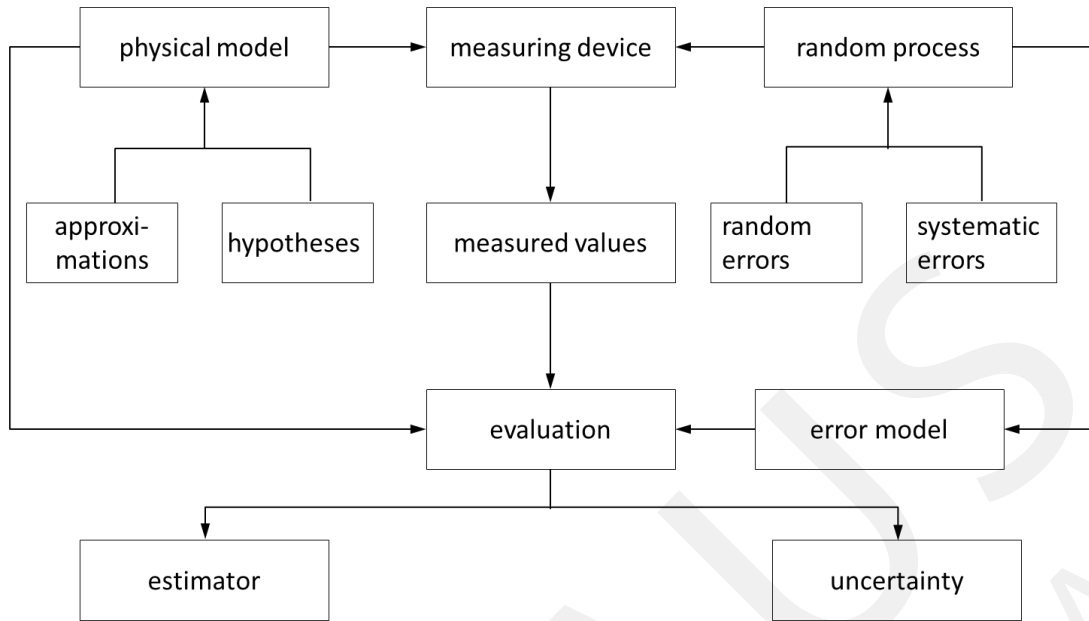 physical model
measuring device
random process
approxi-
mations
hypotheses
measured values
random
errors
systematic
errors
evaluation
error model
estimator
uncertainty